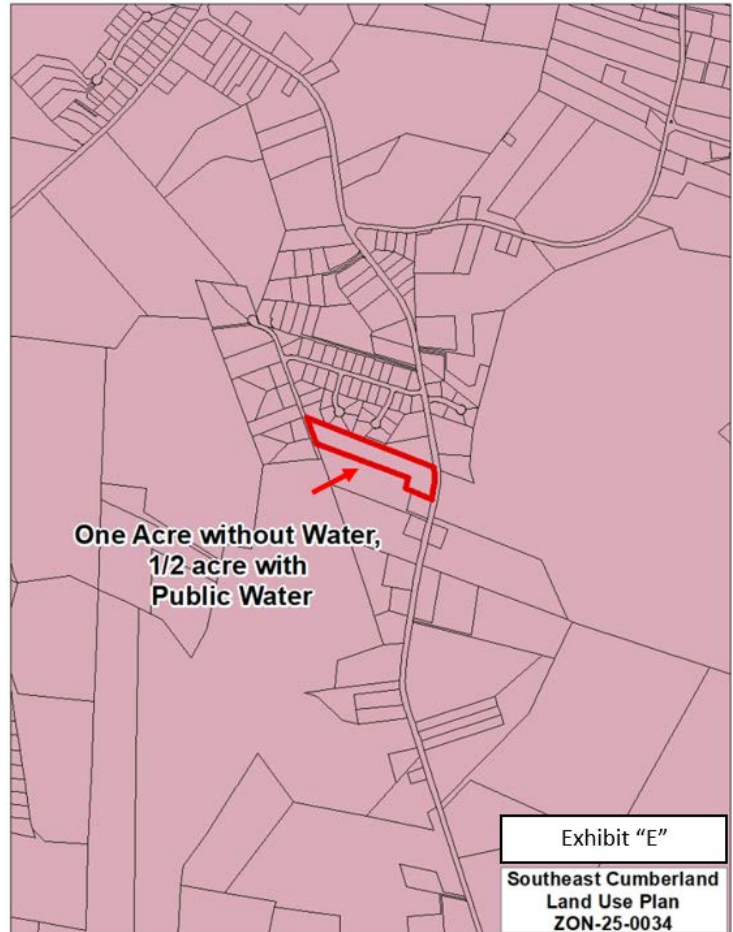 One Acre without Water,
1/2 acre with
Public Water
Exhibit “E”
Southeast Cumberland
Land Use Plan
ZON-25-0034